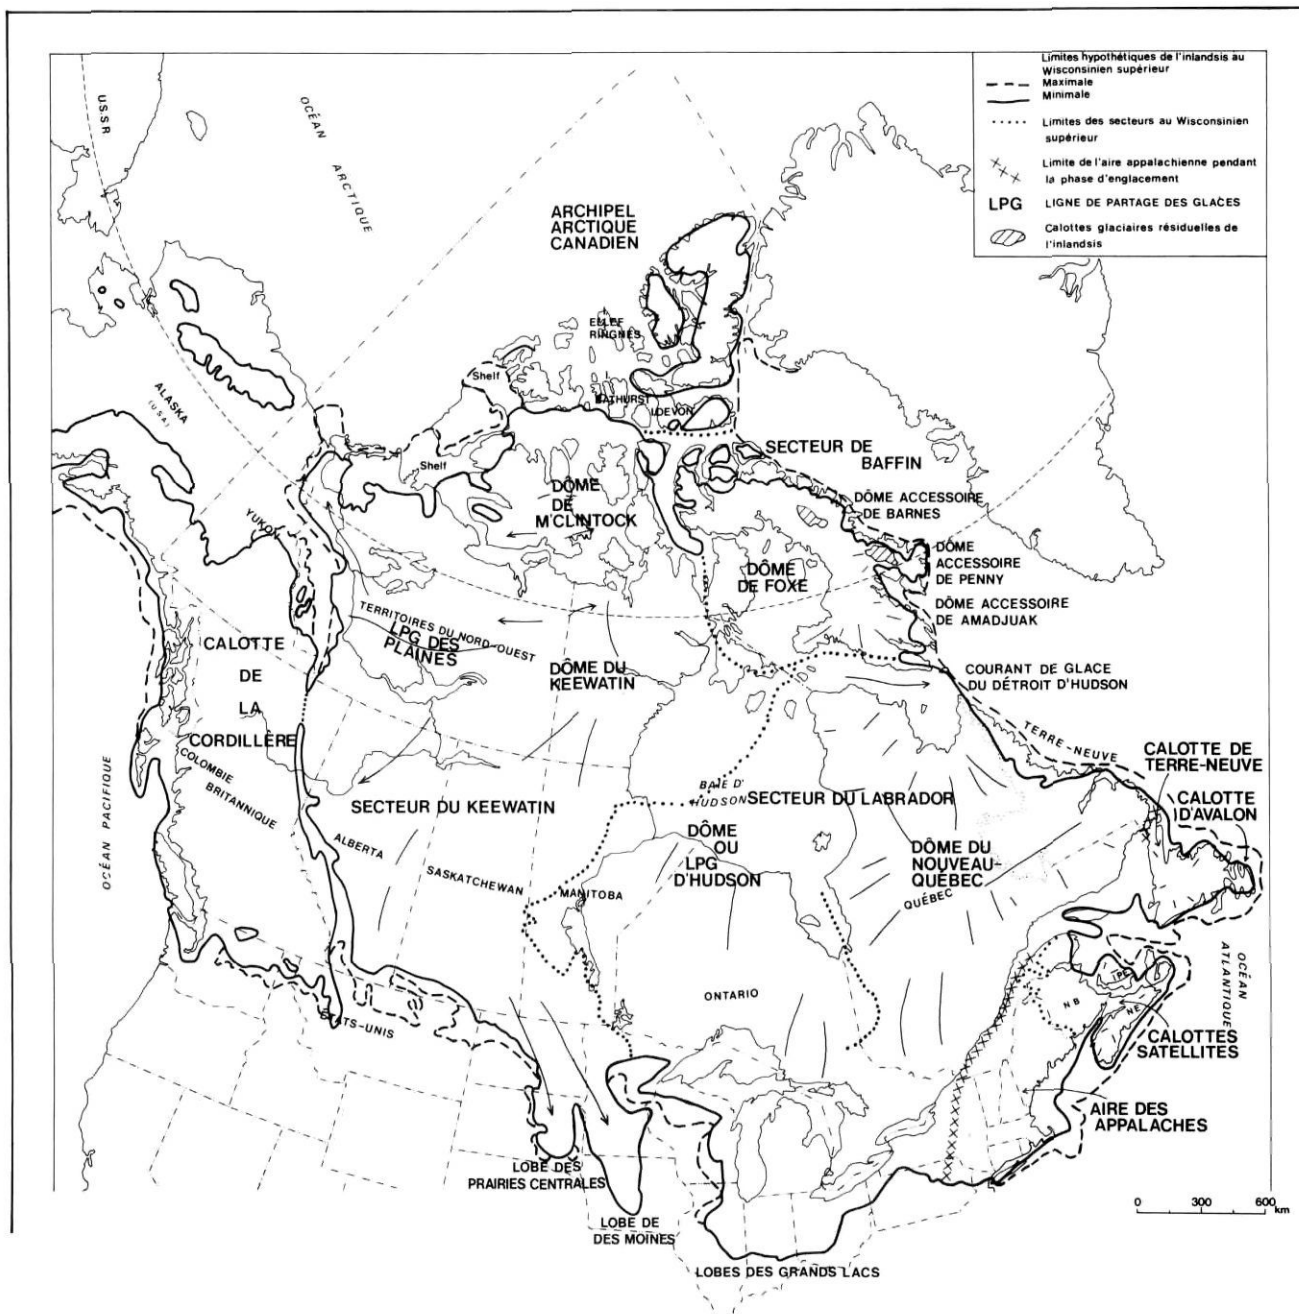 Limites hypothétiques de l'inlandsis au
Wisconsinien supérieur
Maximale
Minimale
Limites des secteurs au Wisconsinien
supérieur
Limite de l'aire appalachienne pendant
la phase d'englacement
LPG LIGNE DE PARTAGE DES GLACES
Calottes glaciaires résiduelles de
l'inlandsis
U.S.S.R
OCÉAN
ARCTIQUE
ARCHIPEL
ARCTIQUE
CANADIEN
ELLEF
RINGNES
Shelf
BATHURST
I.DEVON
ALASKA
(U.S.A)
Shelf
SECTEUR DE
BAFFIN
DÔME
DE
M'CLINTOCK
DÔME ACCESSOIRE
DE BARNES
YUKON
DÔME
ACCESSOIRE
DE PENNY
DÔME
DE FOXE
DÔME ACCESSOIRE
DE AMADJUAK
TERRITOIRES DU NORD-OUEST
LPG DES
PLAINES
CALOTTE
DE
LA
CORDILLÈRE
DÔME DU
KEEWATIN
COURANT DE GLACE
DU DÉTROIT D'HUDSON
TERRE-NEUVE
CALOTTE DE
TERRE-NEUVE
COLOMBIE
BRITANNIQUE
OCÉAN PACIFIQUE
BAIE D'
HUDSON
SECTEUR DU KEEWATIN
SECTEUR DU LABRADOR
CALOTTE
D'AVALON
ALBERTA
SASKATCHEWAN
MANITOBA
DÔME
OU
LPG
D'HUDSON
DÔME DU
NOUVEAU-
QUÉBEC
QUÉBEC
OCÉAN
ATLANTIQUE
IPE
N.B
NE
ONTARIO
ÉTATS-UNIS
CALOTTES
SATELLITES
AIRE DES
APPALACHES
LOBE DES
PRAIRIES CENTRALES
LOBE DE
DES MOINES
LOBES DES GRANDS LACS
0 300 600
km